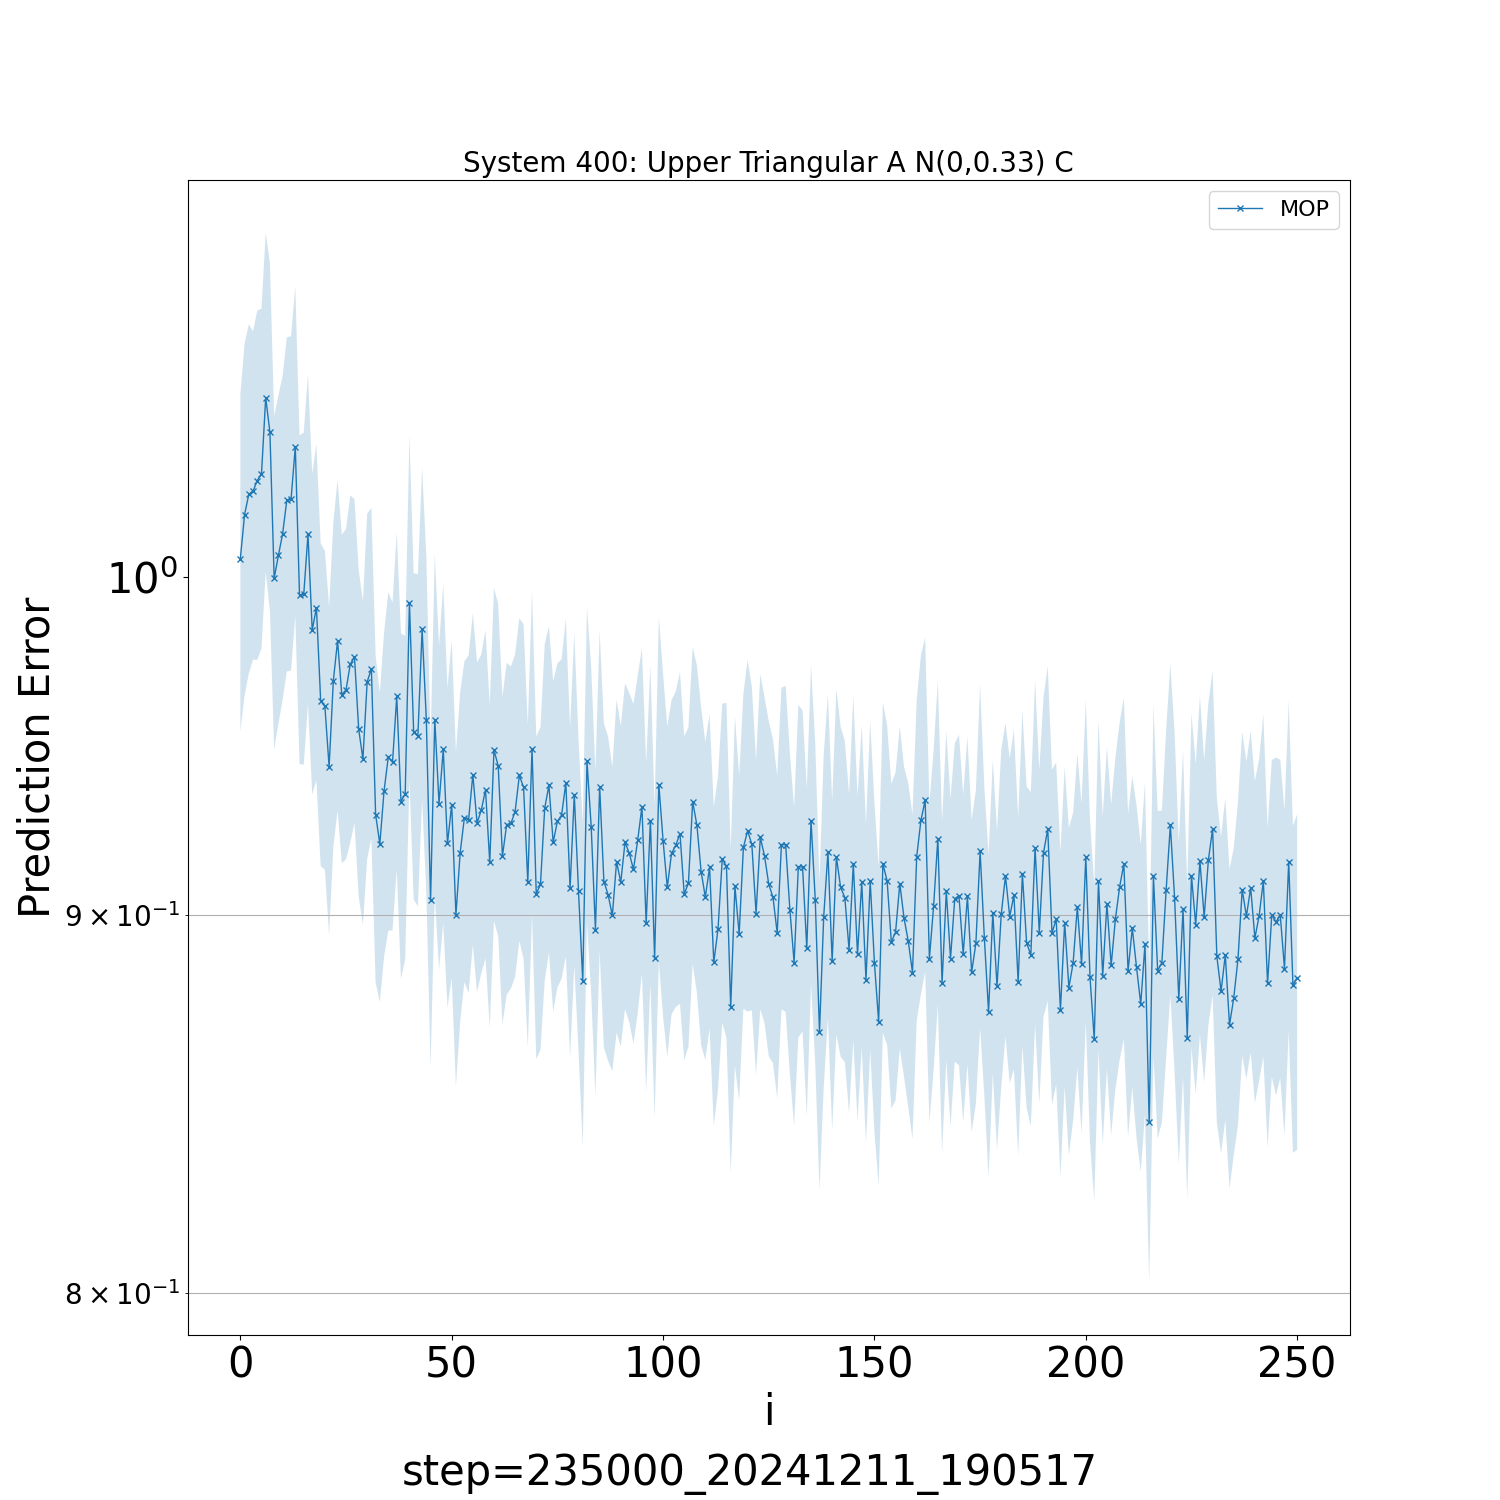 System 400: Upper Triangular A N(0,0.33) C
MOP
Prediction Error
10⁰
9 × 10⁻¹
8 × 10⁻¹
0 50 100 150 200 250
i
step=235000_20241211_190517